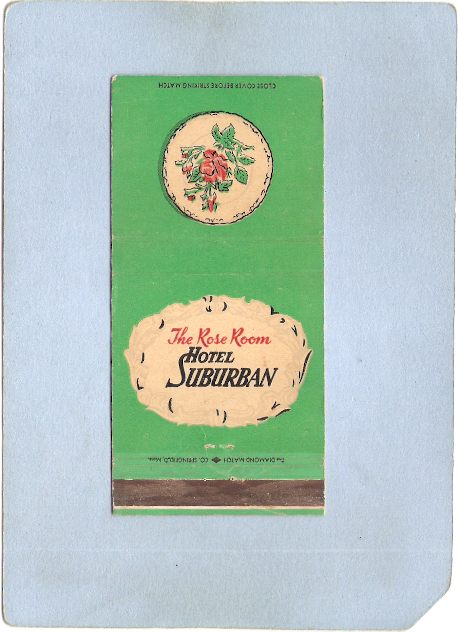 CLOSE COVER BEFORE STRIKING MATCH
The Rose Room
HOTEL
SUBURBAN
THE DIAMOND MATCH CO. SPRINGFIELD, MASS.